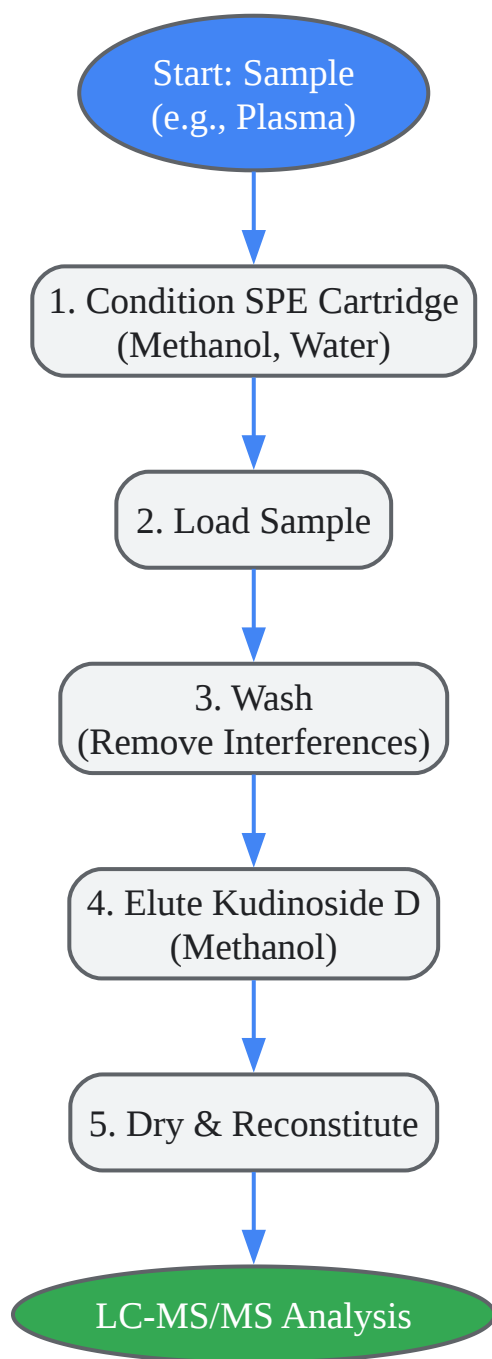 Start: Sample
(e.g., Plasma)
1. Condition SPE Cartridge
(Methanol, Water)
2. Load Sample
3. Wash
(Remove Interferences)
4. Elute Kudinoside D
(Methanol)
5. Dry & Reconstitute
LC-MS/MS Analysis